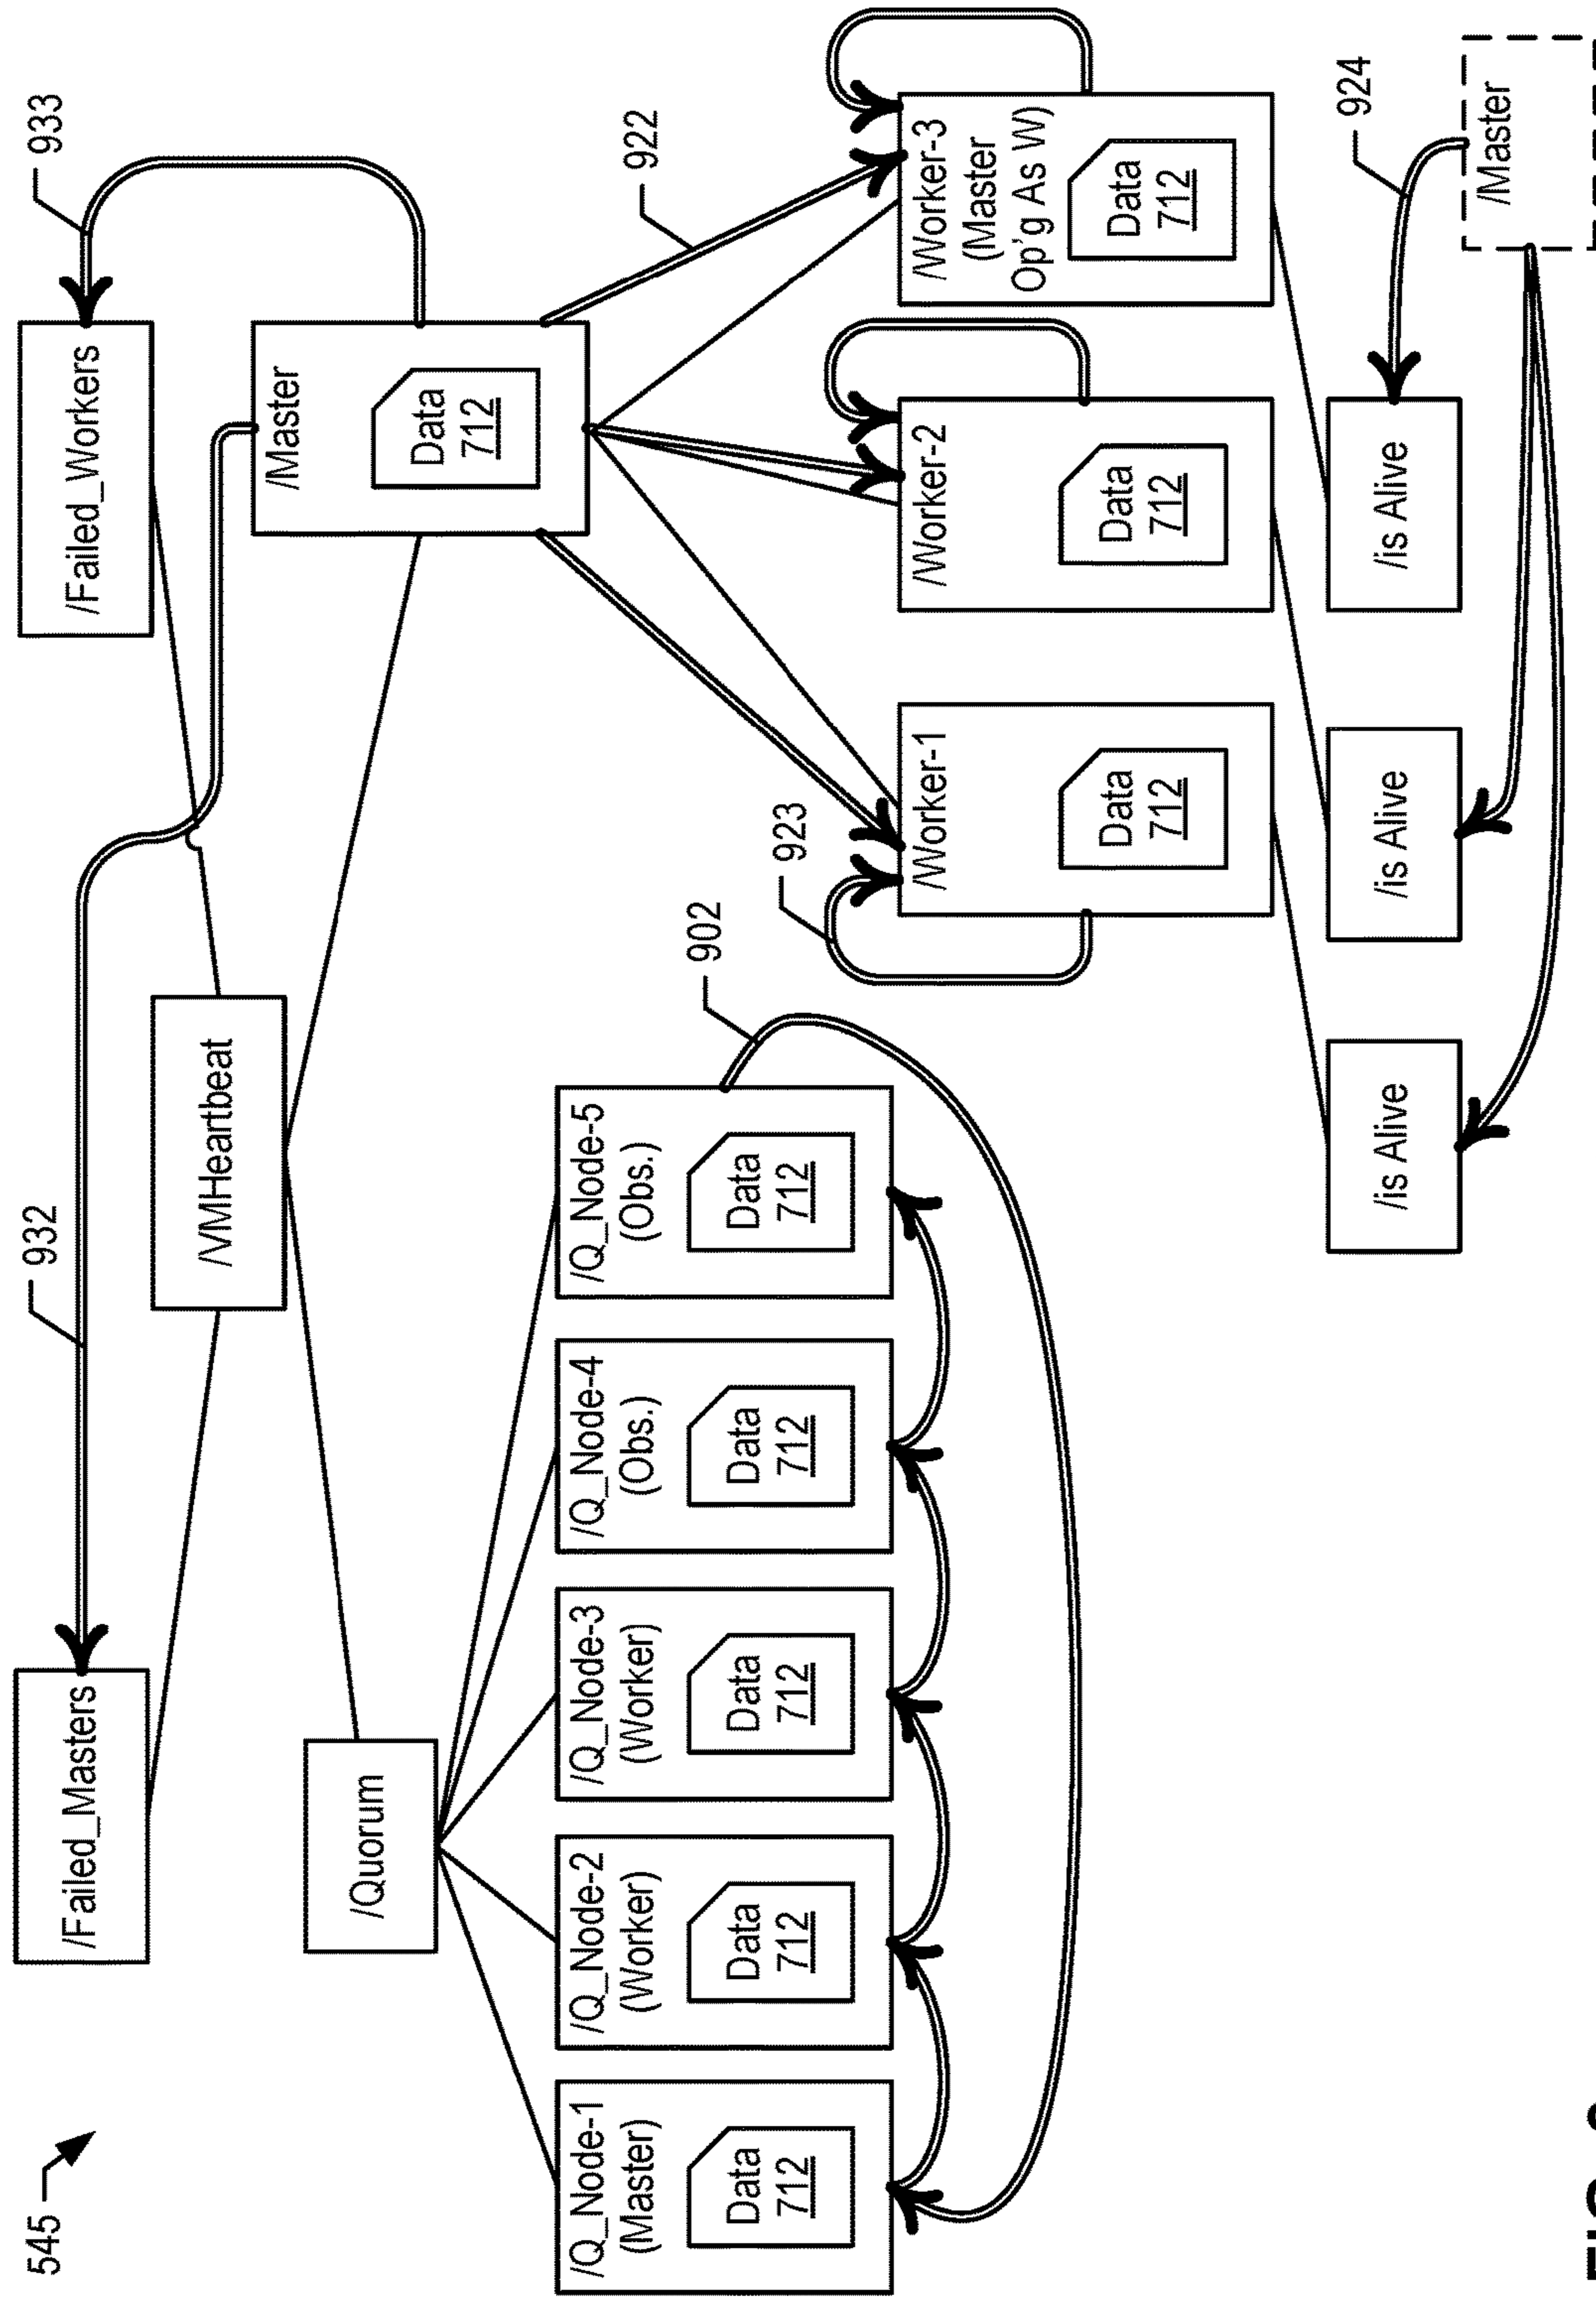 545
/Failed_Masters
932
/Failed_Workers
933
/VMHeartbeat
/Quorum
/Master
Data
712
/Q_Node-1
(Master)
Data
712
/Q_Node-2
(Worker)
Data
712
/Q_Node-3
(Worker)
Data
712
/Q_Node-4
(Obs.)
Data
712
/Q_Node-5
(Obs.)
Data
712
902
922
923
/Worker-1
Data
712
/Worker-2
Data
712
/Worker-3
(Master
Op'g As W)
Data
712
/is Alive
/is Alive
/is Alive
924
/Master